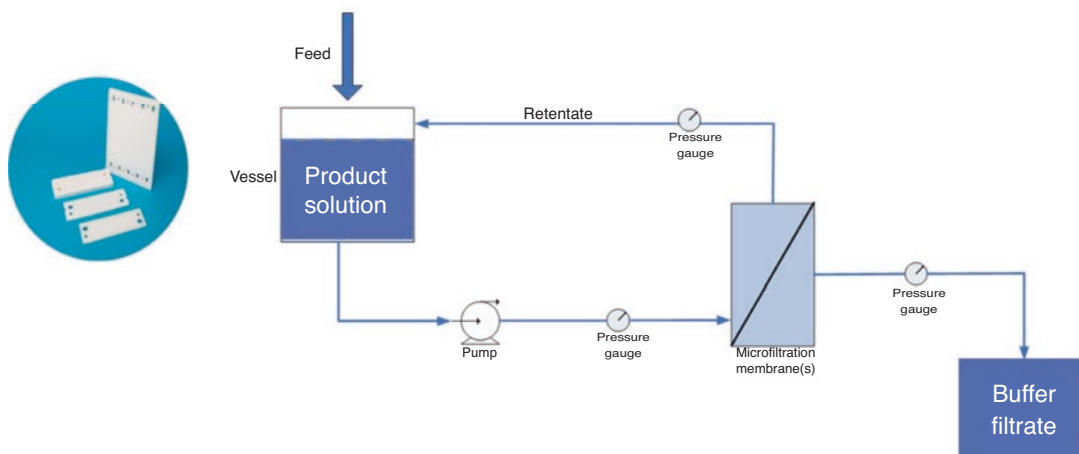 Feed
Retentate
Pressure
gauge
Vessel
Product
solution
Pressure
gauge
Pump
Pressure
gauge
Microfiltration
membrane(s)
Buffer
filtrate